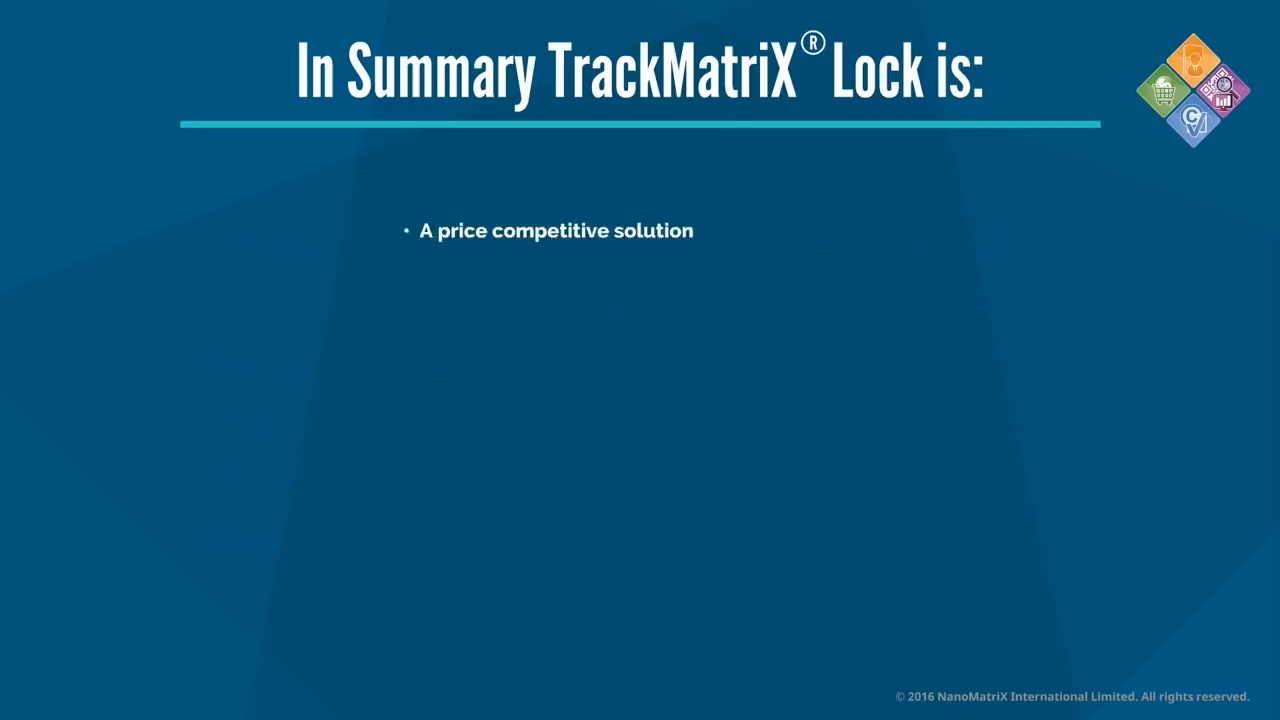 In Summary TrackMatriX® Lock is:
• A price competitive solution
© 2016 NanoMatriX International Limited. All rights reserved.